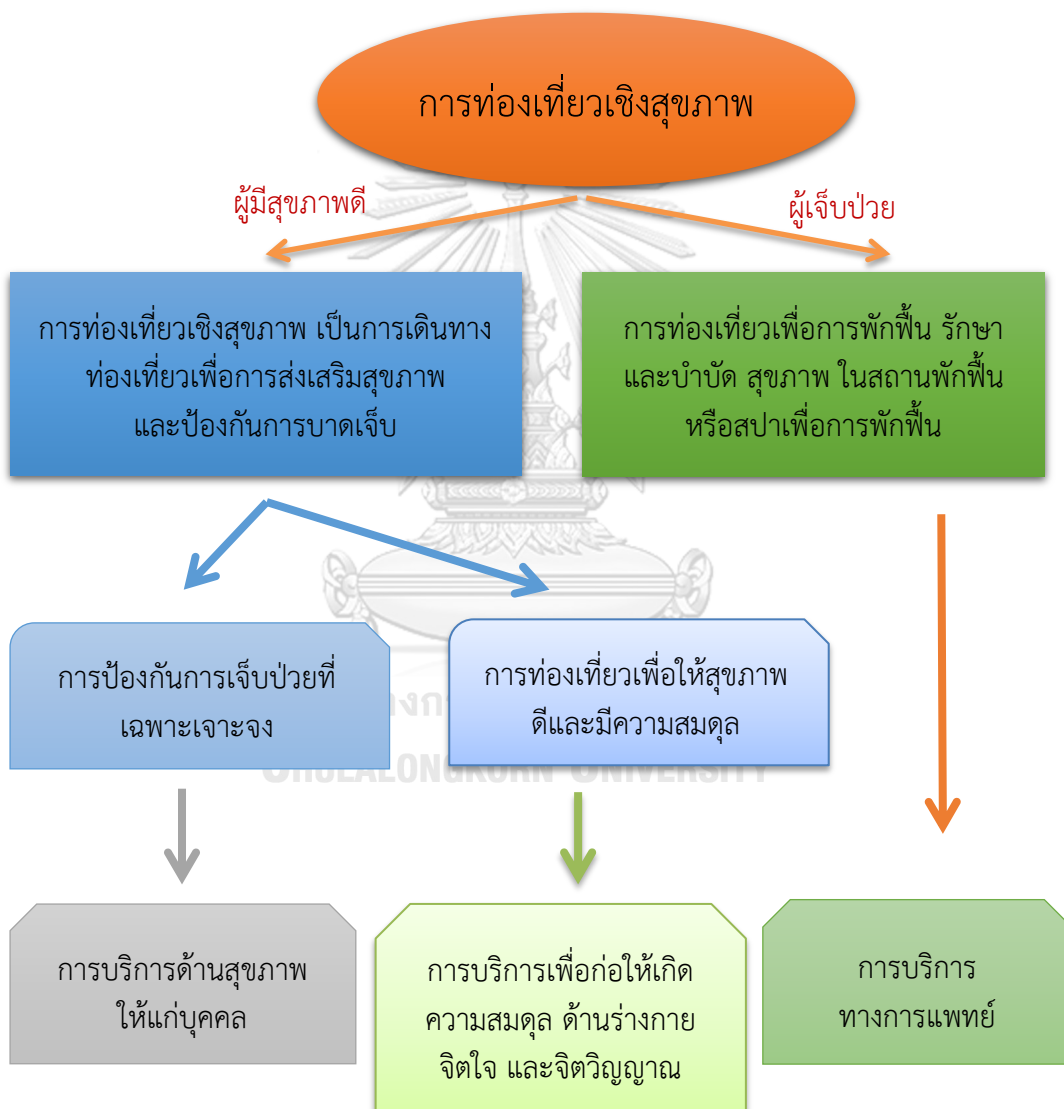 การท่องเที่ยวเชิงสุขภาพ
ผู้มีสุขภาพดี
ผู้เจ็บป่วย
การท่องเที่ยวเชิงสุขภาพ เป็นการเดินทาง
ท่องเที่ยวเพื่อการส่งเสริมสุขภาพ
และป้องกันการบาดเจ็บ
การท่องเที่ยวเพื่อการพักฟื้น รักษา
และบำบัด สุขภาพ ในสถานพักฟื้น
หรือสปาเพื่อการพักฟื้น
การป้องกันการเจ็บป่วยที่
เฉพาะเจาะจง
การท่องเที่ยวเพื่อให้สุขภาพ
ดีและมีความสมดุล
CHULALONGKORN UNIVERSITY
การบริการด้านสุขภาพ
ให้แก่บุคคล
การบริการเพื่อก่อให้เกิด
ความสมดุล ด้านร่างกาย
จิตใจ และจิตวิญญาณ
การบริการ
ทางการแพทย์